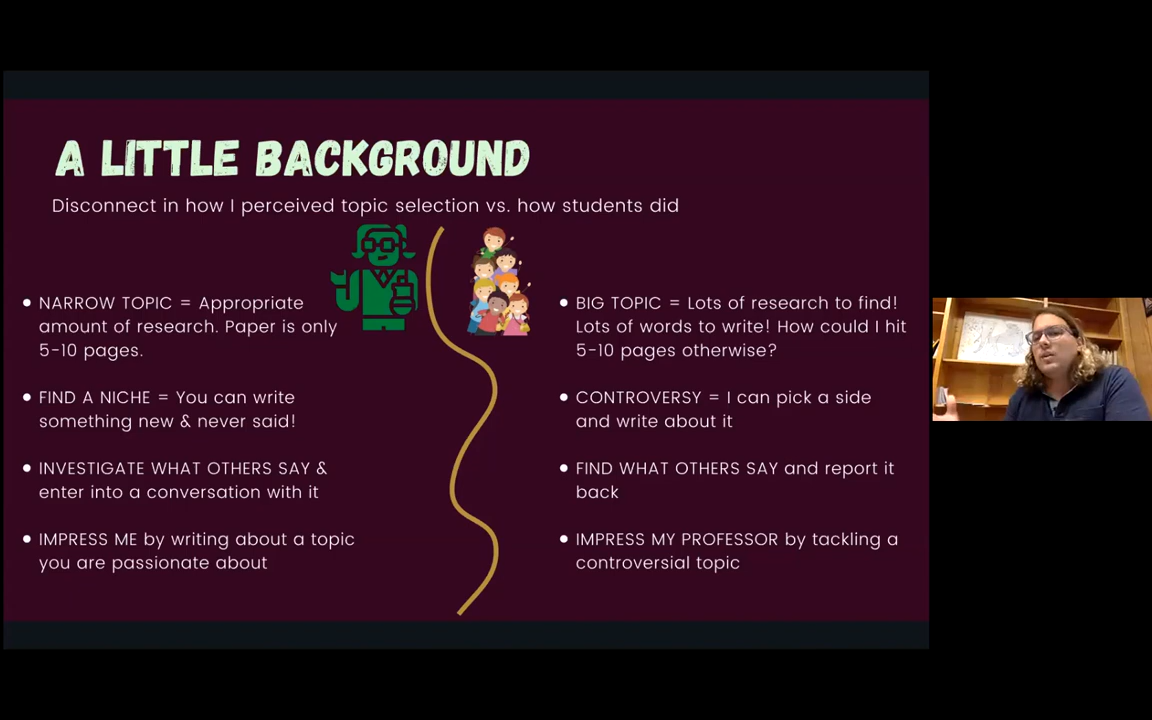 A LITTLE BACKGROUND
Disconnect in how I perceived topic selection vs. how students did
• NARROW TOPIC = Appropriate
amount of research. Paper is only
5-10 pages.
• FIND A NICHE = You can write
something new & never said!
• INVESTIGATE WHAT OTHERS SAY &
enter into a conversation with it
• IMPRESS ME by writing about a topic
you are passionate about
• BIG TOPIC = Lots of research to find!
Lots of words to write! How could I hit
5-10 pages otherwise?
• CONTROVERSY = I can pick a side
and write about it
• FIND WHAT OTHERS SAY and report it
back
• IMPRESS MY PROFESSOR by tackling a
controversial topic